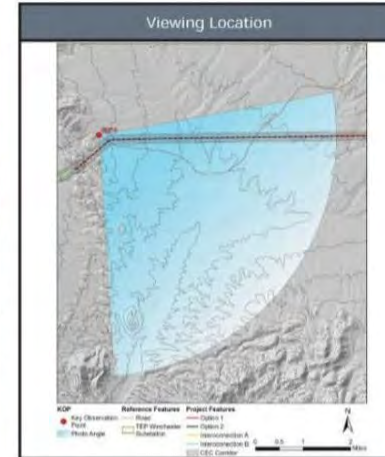 Viewing Location
KOP
Key Observation Point
Photo Angle
Reference Features
Road
TEP Winchester Substation
Project Features
Option 1
Option 2
Interconnection A
Interconnection B
CEC Corridor
N
0 0.5 1 2
Miles